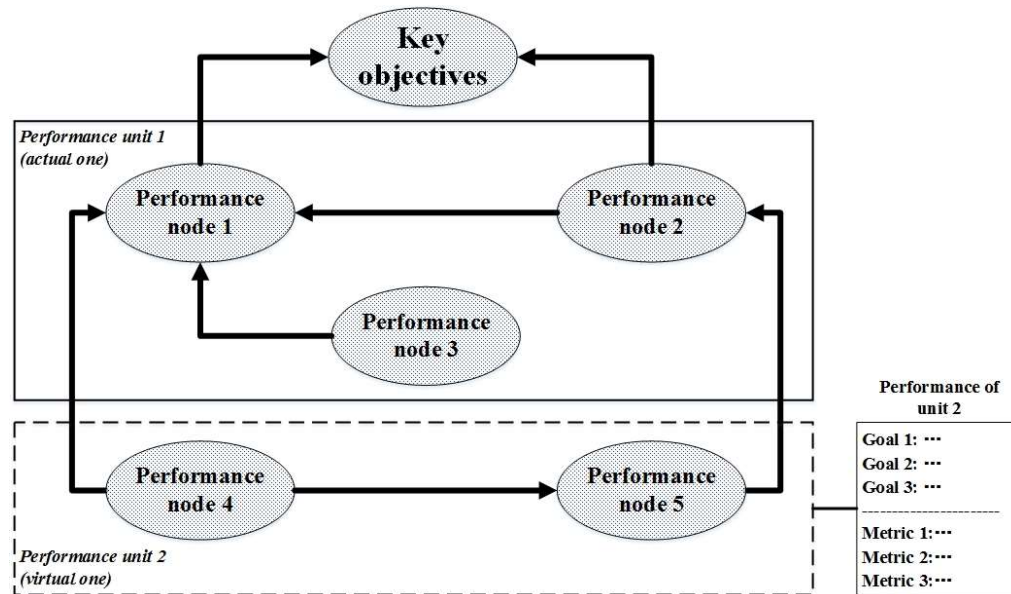 Key
objectives
Performance unit 1
(actual one)
Performance
node 1
Performance
node 2
Performance
node 3
Performance
node 4
Performance
node 5
Performance unit 2
(virtual one)
Performance of
unit 2
Goal 1: ···
Goal 2: ···
Goal 3: ···
Metric 1:···
Metric 2:···
Metric 3:···